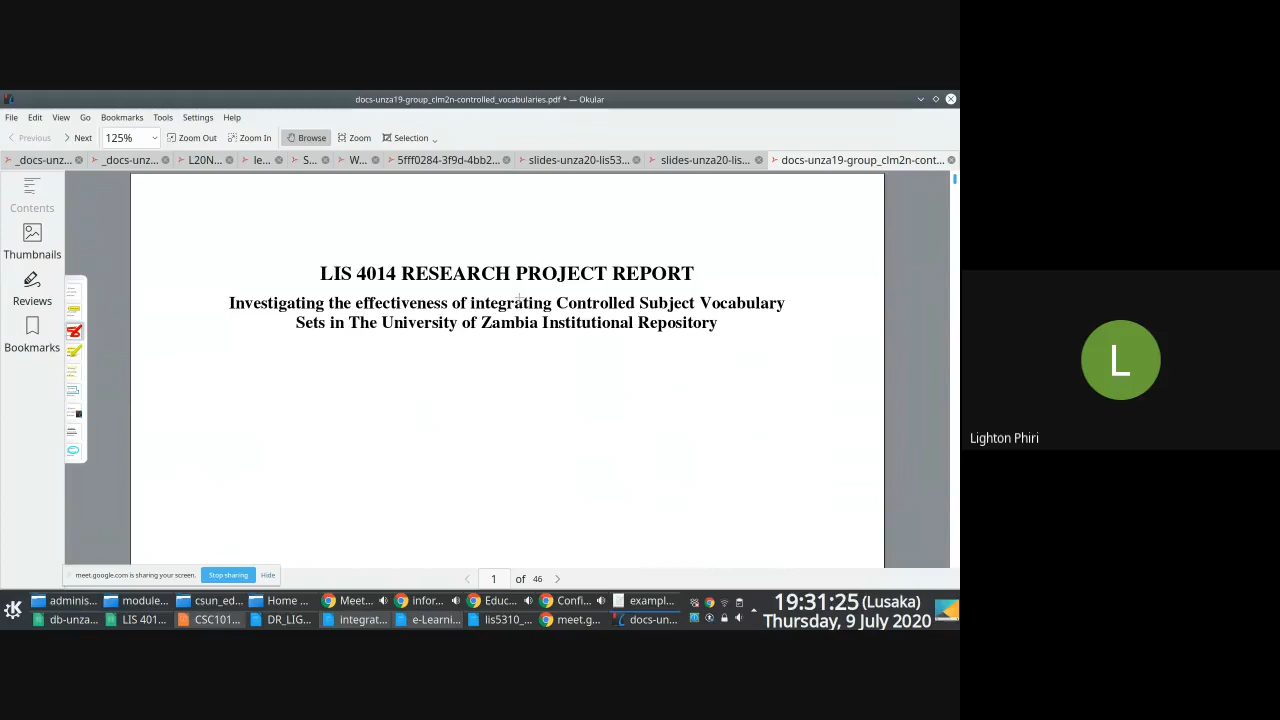 docs-unza19-group_clm2n-controlled_vocabularies.pdf * — Okular
File Edit View Go Bookmarks Tools Settings Help
Previous Next 125% Zoom Out Zoom In Browse Zoom Selection
_docs-unz... _docs-unz... L20N... le... S... W... 5fff0284-3f9d-4bb2... slides-unza20-lis53... slides-unza20-lis... docs-unza19-group_clm2n-cont...
Contents
Thumbnails
Reviews
Bookmarks
LIS 4014 RESEARCH PROJECT REPORT
Investigating the effectiveness of integrating Controlled Subject Vocabulary
Sets in The University of Zambia Institutional Repository
L
Lighton Phiri
meet.google.com is sharing your screen. Stop sharing Hide
1 of 46
adminis... module... csun_ed... Home ... Meet... infor... Educ... Confi... exampl...
db-unza... LIS 401... CSC101... DR_LIG... integrat... e-Learni... lis5310_... meet.g... docs-un...
19:31:25 (Lusaka)
Thursday, 9 July 2020